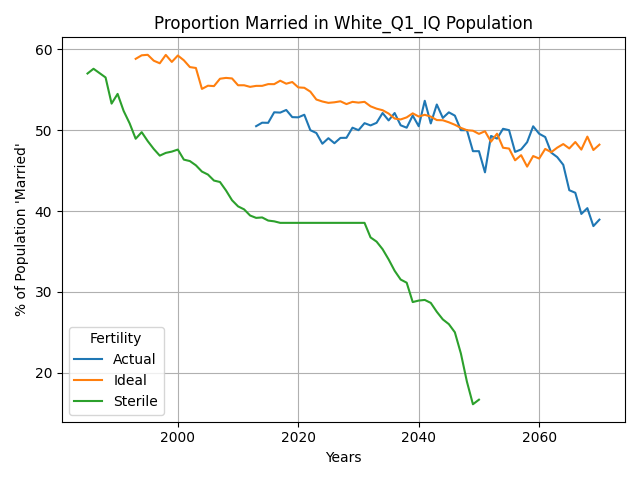 Proportion Married in White_Q1_IQ Population
60
50
40
30
20
% of Population 'Married'
Fertility
Actual
Ideal
Sterile
2000
2020
2040
2060
Years